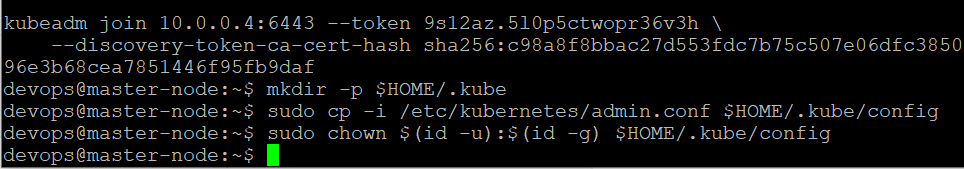 kubeadm join 10.0.0.4:6443 --token 9s12az.5l0p5ctwopr36v3h \
    --discovery-token-ca-cert-hash sha256:c98a8f8bbac27d553fdc7b75c507e06dfc3850
96e3b68cea7851446f95fb9daf
devops@master-node:~$ mkdir -p $HOME/.kube
devops@master-node:~$ sudo cp -i /etc/kubernetes/admin.conf $HOME/.kube/config
devops@master-node:~$ sudo chown $(id -u):$(id -g) $HOME/.kube/config
devops@master-node:~$